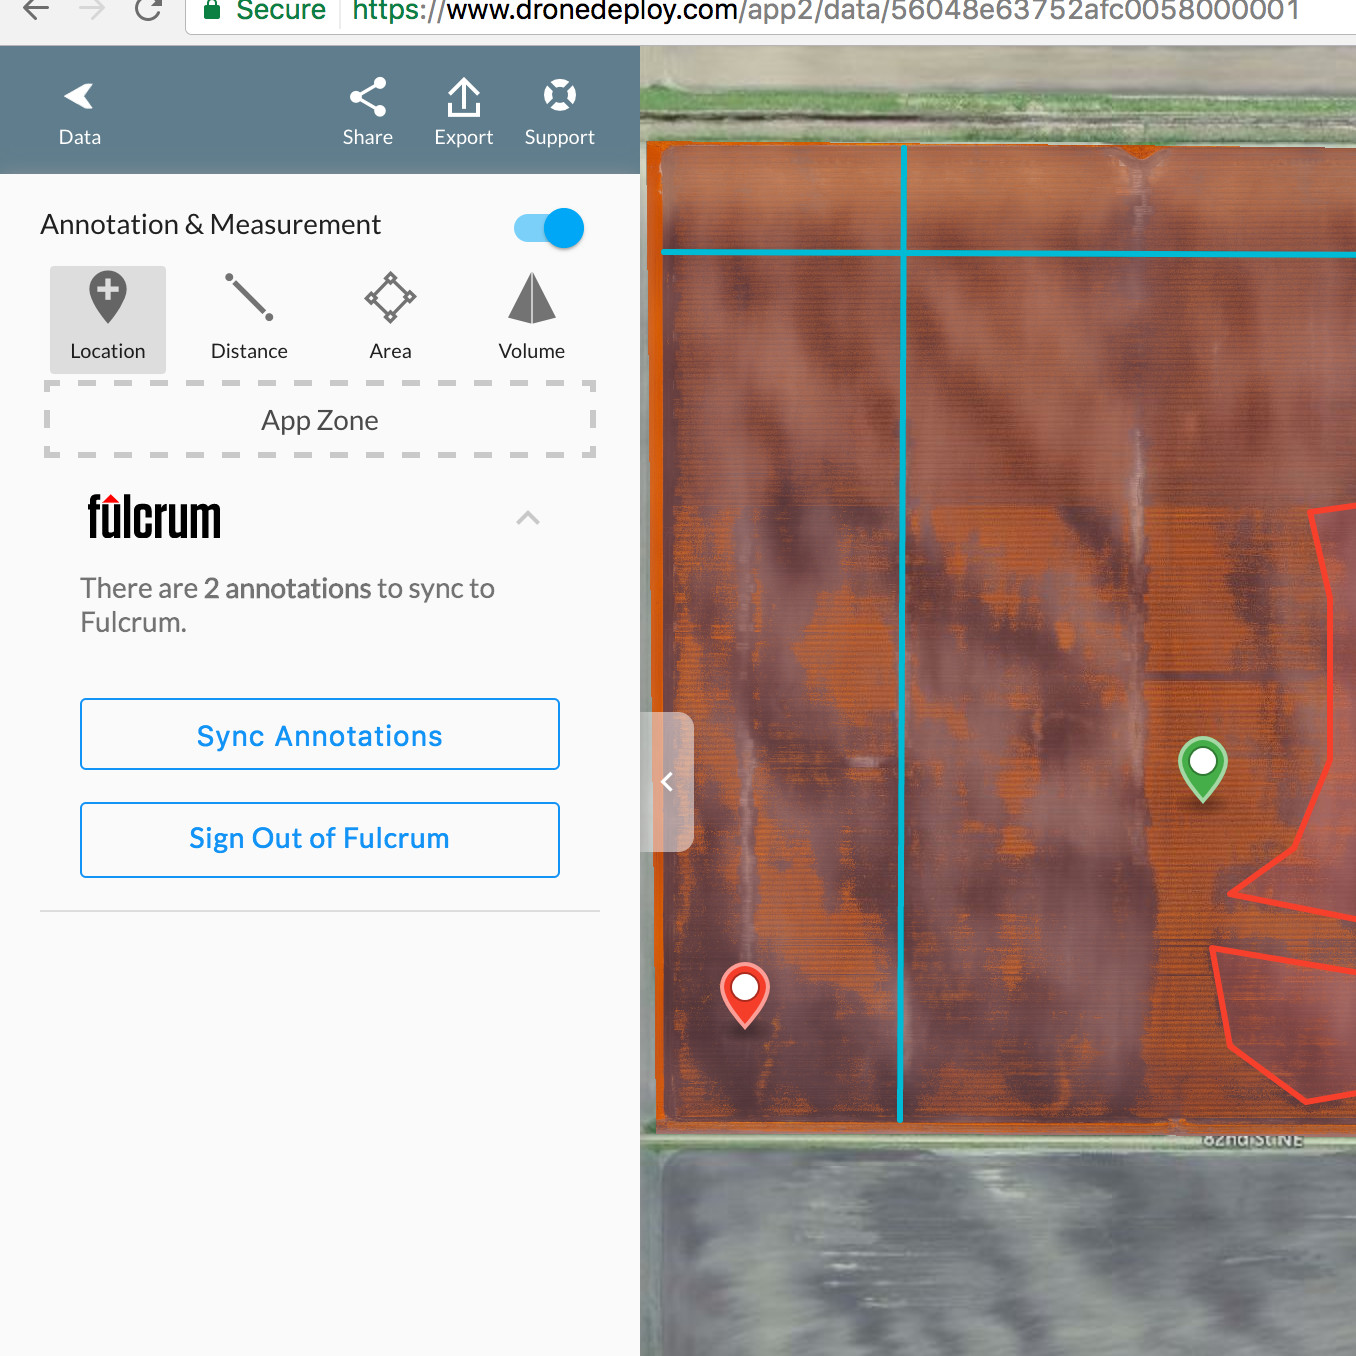 Secure https://www.dronedeploy.com/app2/data/56048e63752afc0058000001
Data Share Export Support
Annotation & Measurement
Location Distance Area Volume
App Zone
fulcrum
There are 2 annotations to sync to
Fulcrum.
Sync Annotations
Sign Out of Fulcrum
82nd St NE